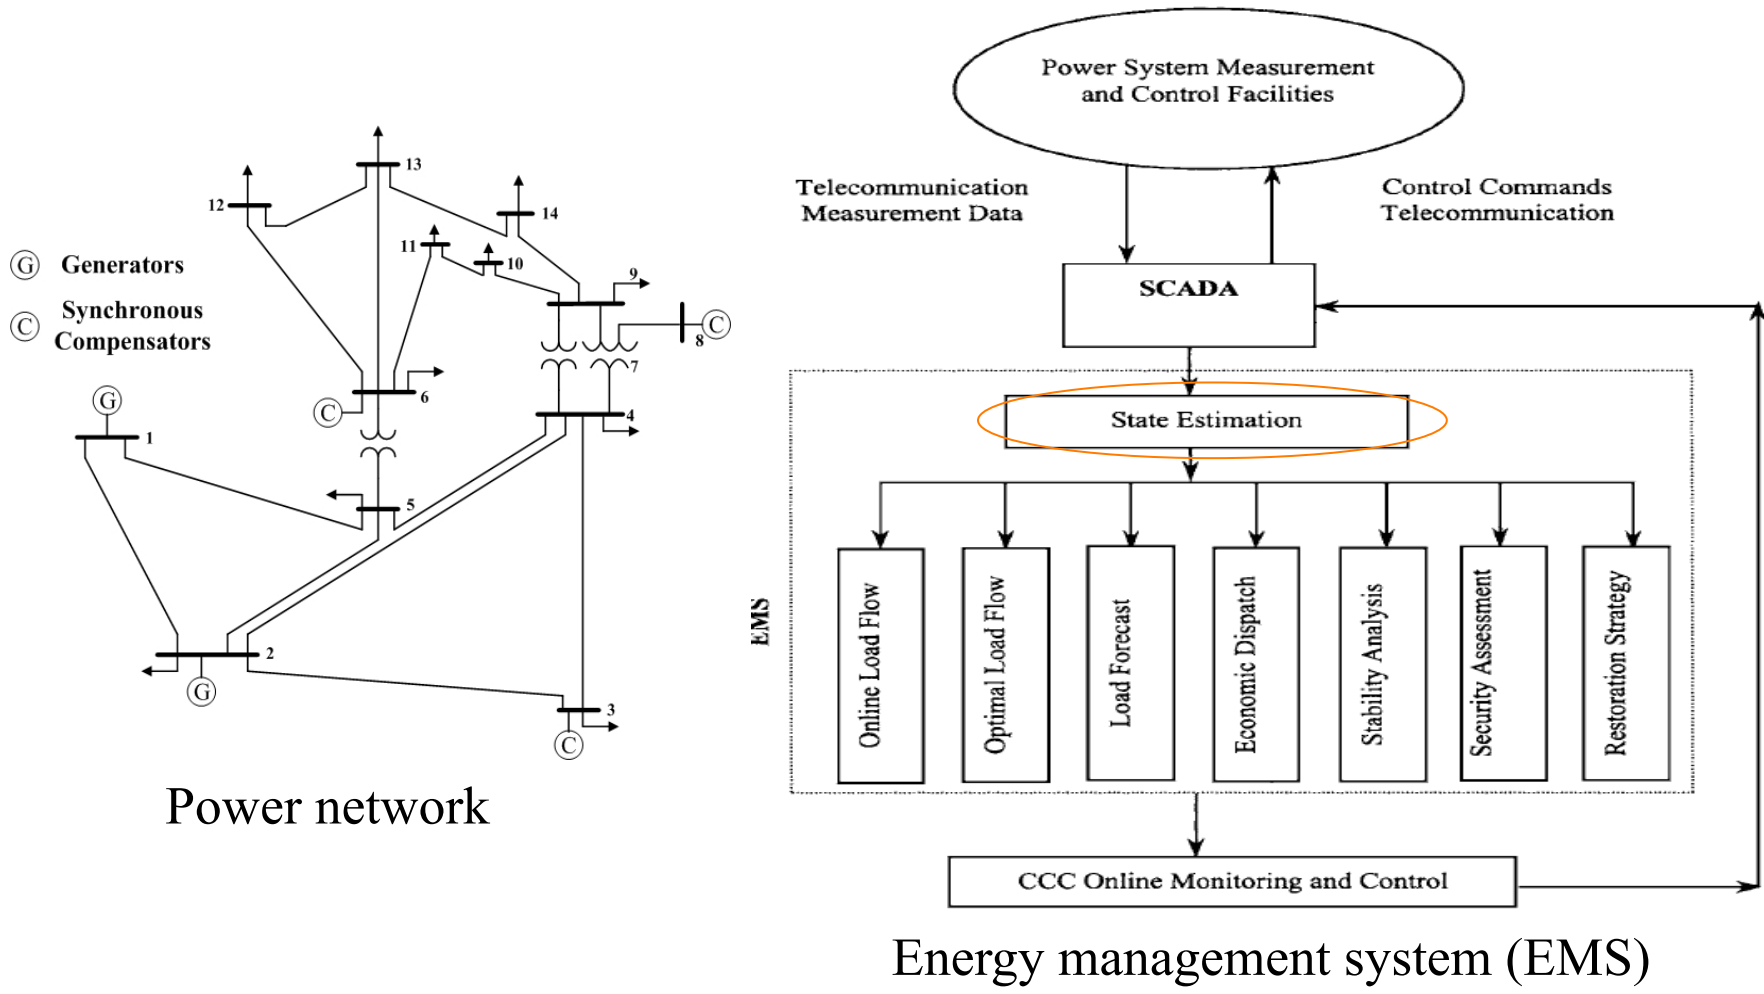 13
12
14
11
10
G Generators
9
C Synchronous
Compensators
8
C
7
6
C
G
4
1
5
2
G
3
C
Power network
Power System Measurement
and Control Facilities
Telecommunication
Measurement Data
Control Commands
Telecommunication
SCADA
State Estimation
EMS
Online Load Flow
Optimal Load Flow
Load Forecast
Economic Dispatch
Stability Analysis
Security Assessment
Restoration Strategy
CCC Online Monitoring and Control
Energy management system (EMS)